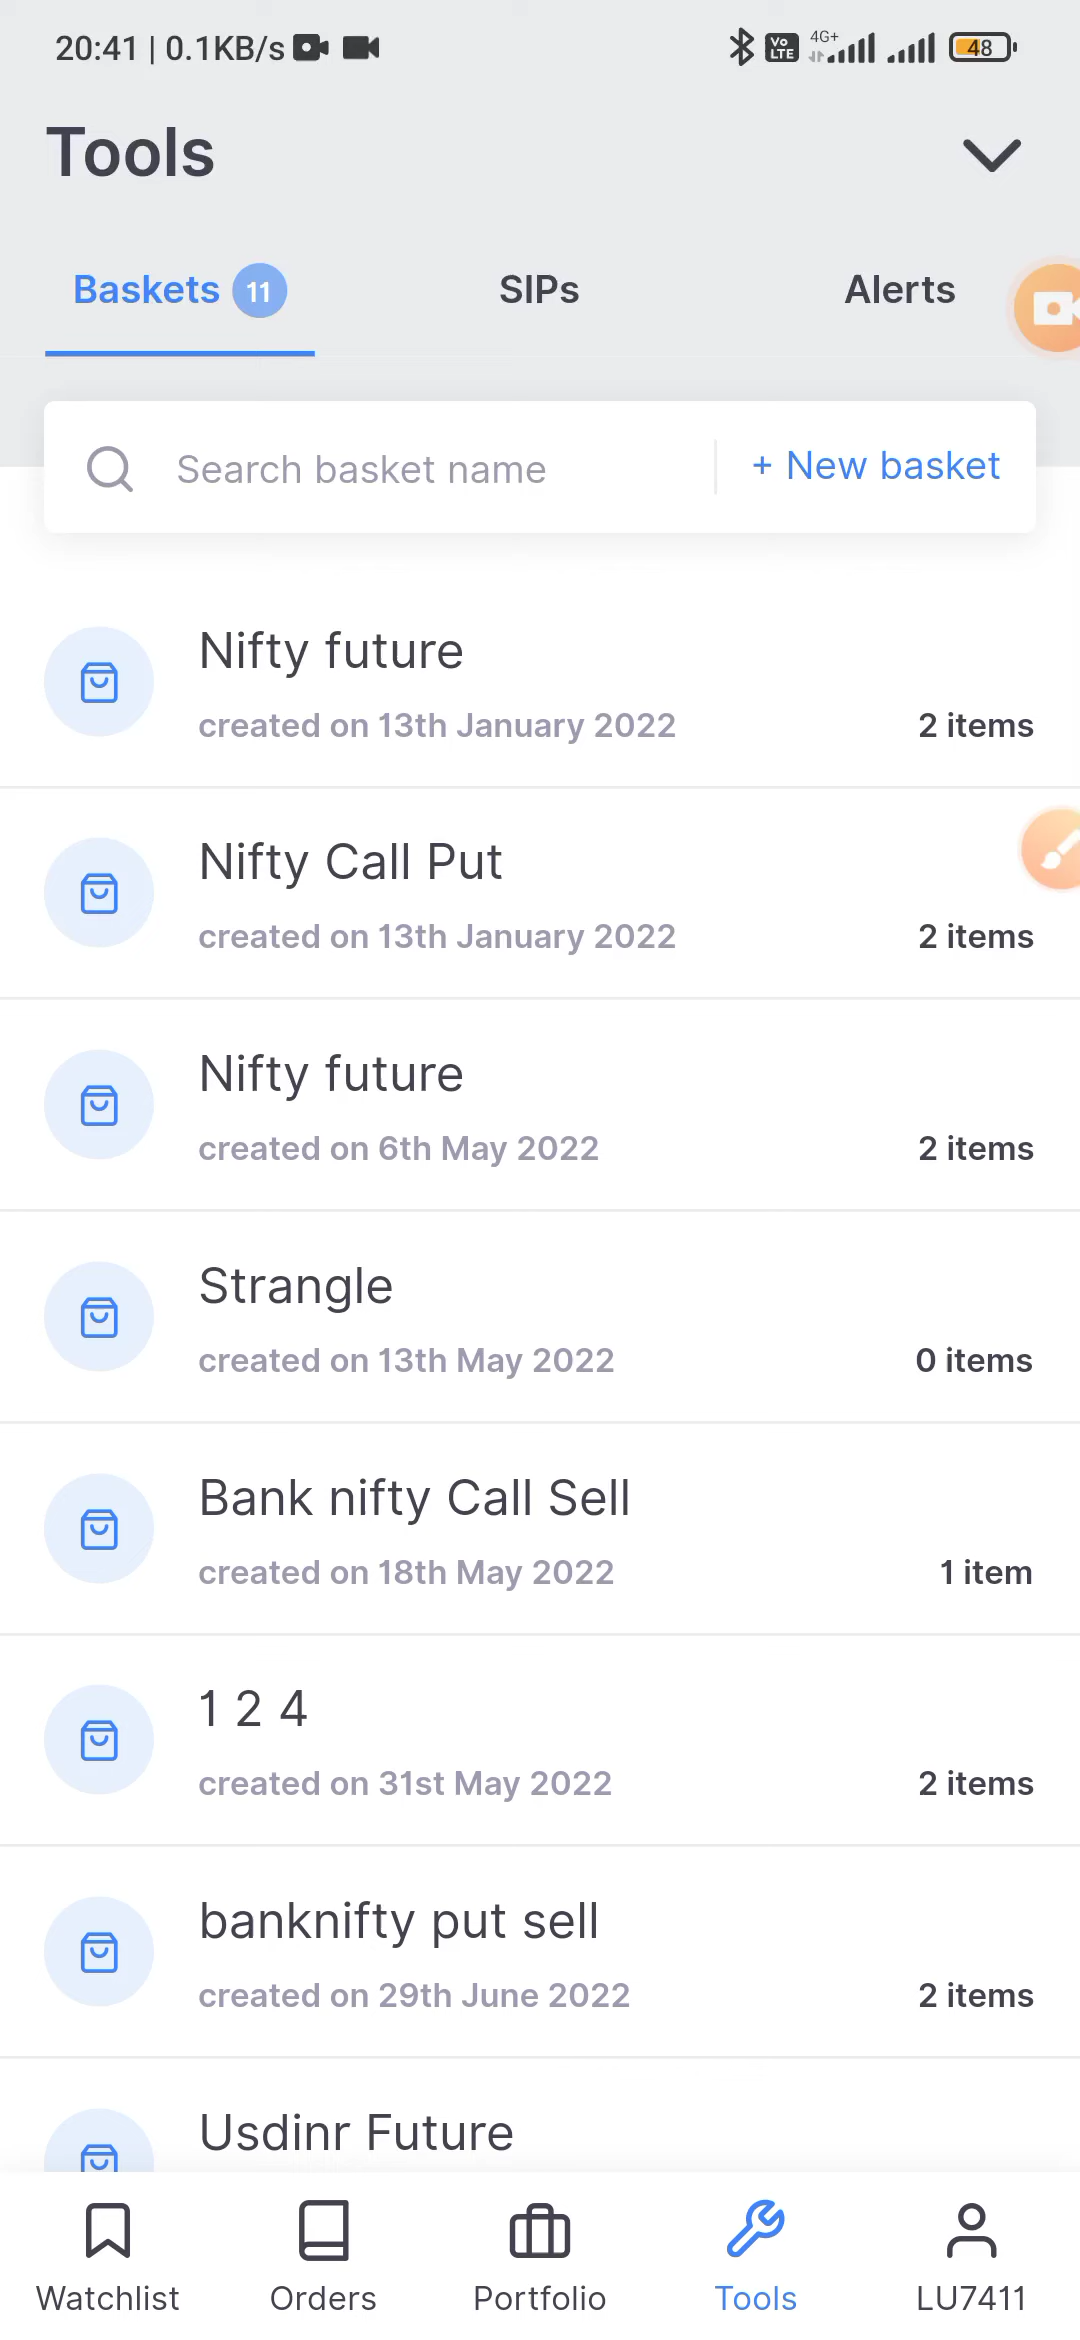 20:41 | 0.1KB/s
Vo LTE 4G+ 48
Tools
Baskets 11 SIPs Alerts
Search basket name + New basket
Nifty future
created on 13th January 2022 2 items
Nifty Call Put
created on 13th January 2022 2 items
Nifty future
created on 6th May 2022 2 items
Strangle
created on 13th May 2022 0 items
Bank nifty Call Sell
created on 18th May 2022 1 item
1 2 4
created on 31st May 2022 2 items
banknifty put sell
created on 29th June 2022 2 items
Usdinr Future
Watchlist Orders Portfolio Tools LU7411